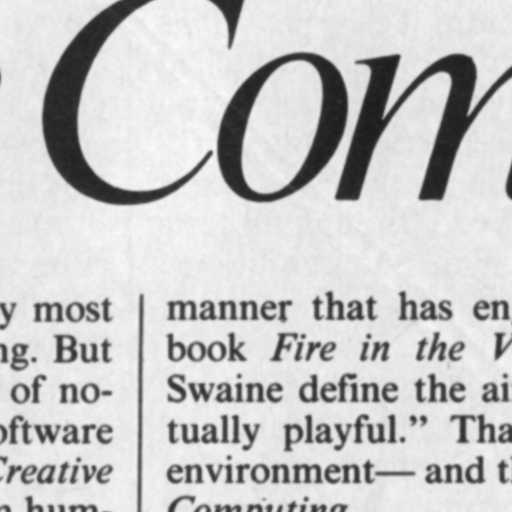 Com
y most
ng. But
of no-
oftware
Creative
n hum-
manner that has en
book Fire in the V
Swaine define the ai
tually playful.” Tha
environment— and th
Computing